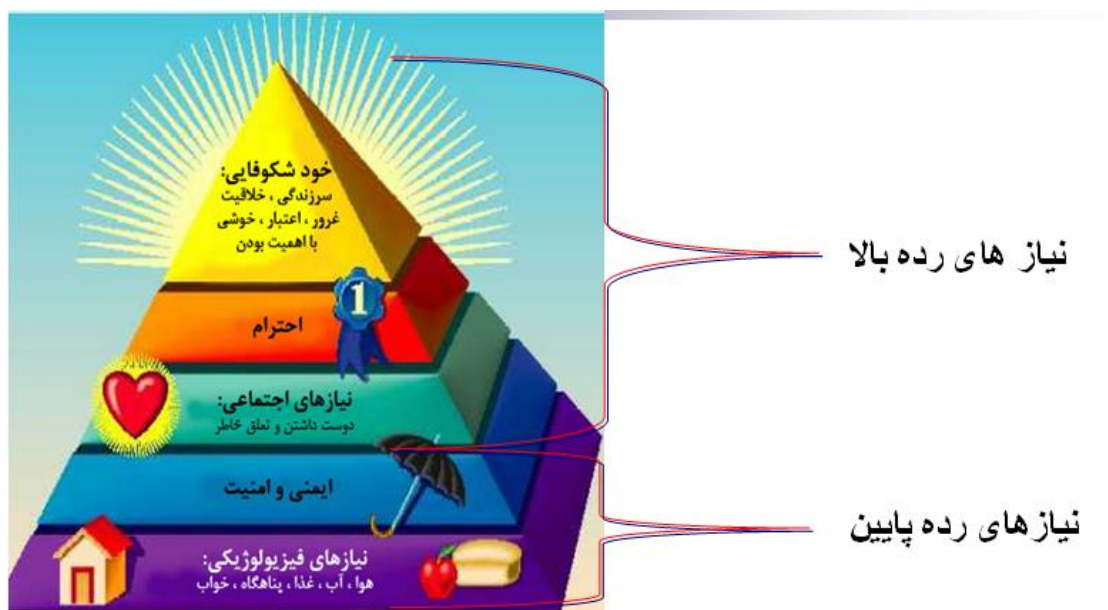 خود شکوفایی:
سرزندگی ، خلاقیت
غرور ، اعتبار ، خوشی
با اهمیت بودن
1
احترام
نیازهای اجتماعی:
دوست داشتن و تعلق خاطر
ایمنی و امنیت
نیازهای فیزیولوژیکی:
هوا ، آب ، غذا ، پناهگاه ، خواب
نیاز های رده بالا
نیازهای رده پایین